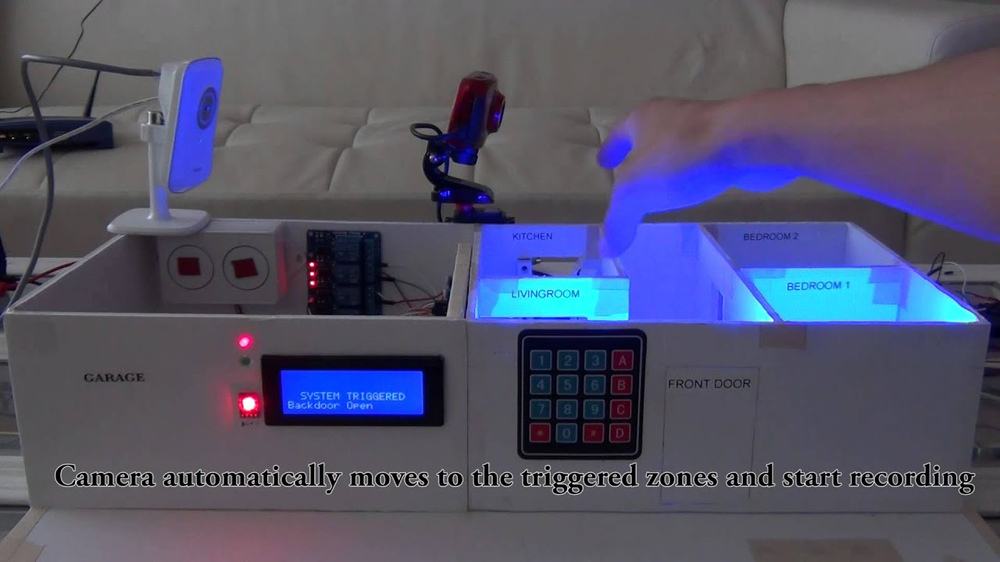 KITCHEN
BEDROOM 2
LIVINGROOM
BEDROOM 1
GARAGE
SYSTEM TRIGGERED
Backdoor Open
1 2 3 A
4 5 6 B
7 8 9 C
* 0 # D
FRONT DOOR
Camera automatically moves to the triggered zones and start recording